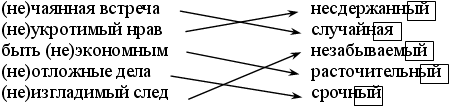 (не)чаянная встреча несдержанный
(не)укротимый нрав случайная
быть (не)экономным незабываемый
(не)отложные дела расточительный
(не)изгладимый след срочный